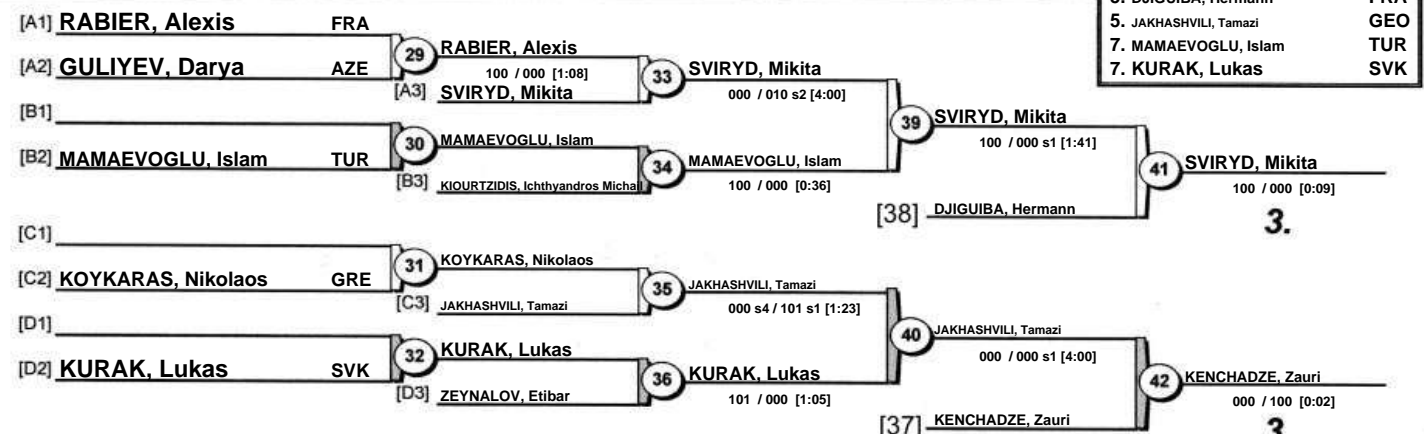 FRA
5. JAKHASHVILI, Tamazi GEO
7. MAMAEVOGLU, Islam TUR
7. KURAK, Lukas SVK
[A1] RABIER, Alexis FRA
[A2] GULIYEV, Darya AZE
29 RABIER, Alexis
100 / 000 [1:08]
[A3] SVIRYD, Mikita
33 SVIRYD, Mikita
000 / 010 s2 [4:00]
[B1]
[B2] MAMAEVOGLU, Islam TUR
30 MAMAEVOGLU, Islam
[B3] KIOURTZIDIS, Ichthyandros Michail
34 MAMAEVOGLU, Islam
100 / 000 [0:36]
39 SVIRYD, Mikita
100 / 000 s1 [1:41]
[38] DJIGUIBA, Hermann
41 SVIRYD, Mikita
100 / 000 [0:09]
3.
[C1]
[C2] KOYKARAS, Nikolaos GRE
31 KOYKARAS, Nikolaos
[C3] JAKHASHVILI, Tamazi
35 JAKHASHVILI, Tamazi
000 s4 / 101 s1 [1:23]
[D1]
[D2] KURAK, Lukas SVK
32 KURAK, Lukas
[D3] ZEYNALOV, Etibar
36 KURAK, Lukas
101 / 000 [1:05]
40 JAKHASHVILI, Tamazi
000 / 000 s1 [4:00]
[37] KENCHADZE, Zauri
42 KENCHADZE, Zauri
000 / 100 [0:02]
3